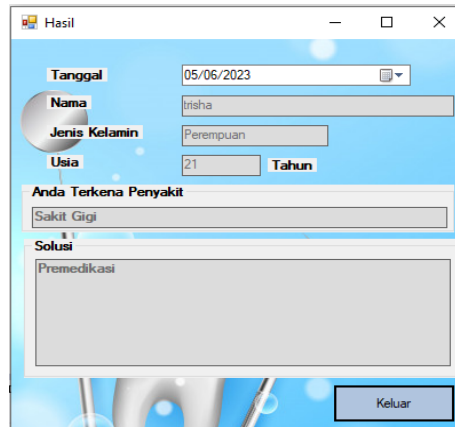 Hasil
Tanggal 05/06/2023
Nama trisha
Jenis Kelamin Perempuan
Usia 21 Tahun
Anda Terkena Penyakit
Sakit Gigi
Solusi
Premedikasi
Keluar